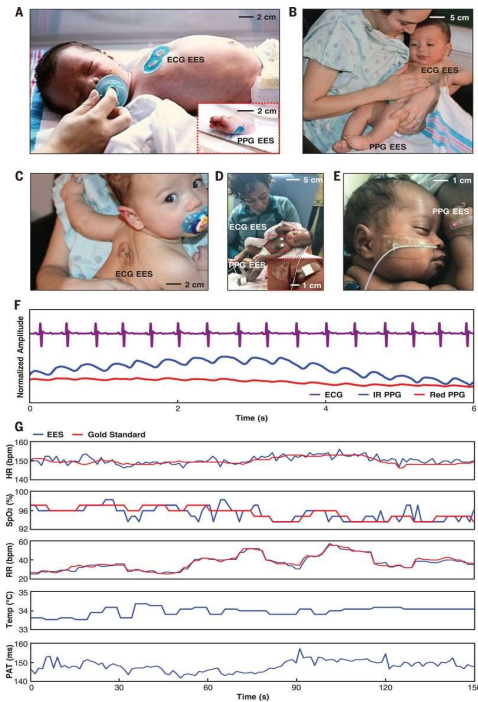 A
2 cm
ECG EES
2 cm
PPG EES
B
5 cm
ECG EES
PPG EES
C
ECG EES
2 cm
D
5 cm
ECG EES
PPG EES
1 cm
E
1 cm
PPG EES
F
Normalized Amplitude
0 2 4 6
Time (s)
ECG IR PPG Red PPG
G
EES Gold Standard
HR (bpm)
160
150
140
SpO₂ (%)
100
96
92
RR (bpm)
60
40
20
Temp (°C)
35
34
33
PAT (ms)
160
150
140
0 30 60 90 120 150
Time (s)